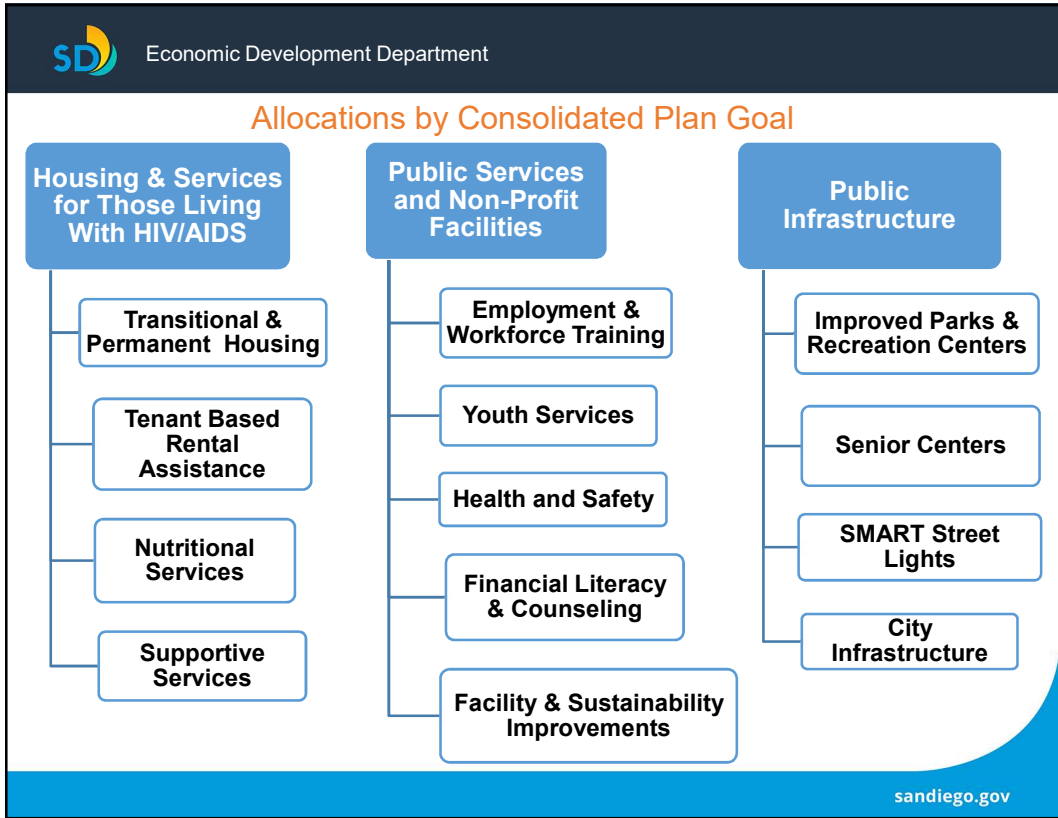 SD
Economic Development Department
Allocations by Consolidated Plan Goal
Housing & Services
for Those Living
With HIV/AIDS
Transitional &
Permanent Housing
Tenant Based
Rental
Assistance
Nutritional
Services
Supportive
Services
Public Services
and Non-Profit
Facilities
Employment &
Workforce Training
Youth Services
Health and Safety
Financial Literacy
& Counseling
Facility & Sustainability
Improvements
Public
Infrastructure
Improved Parks &
Recreation Centers
Senior Centers
SMART Street
Lights
City
Infrastructure
sandiego.gov